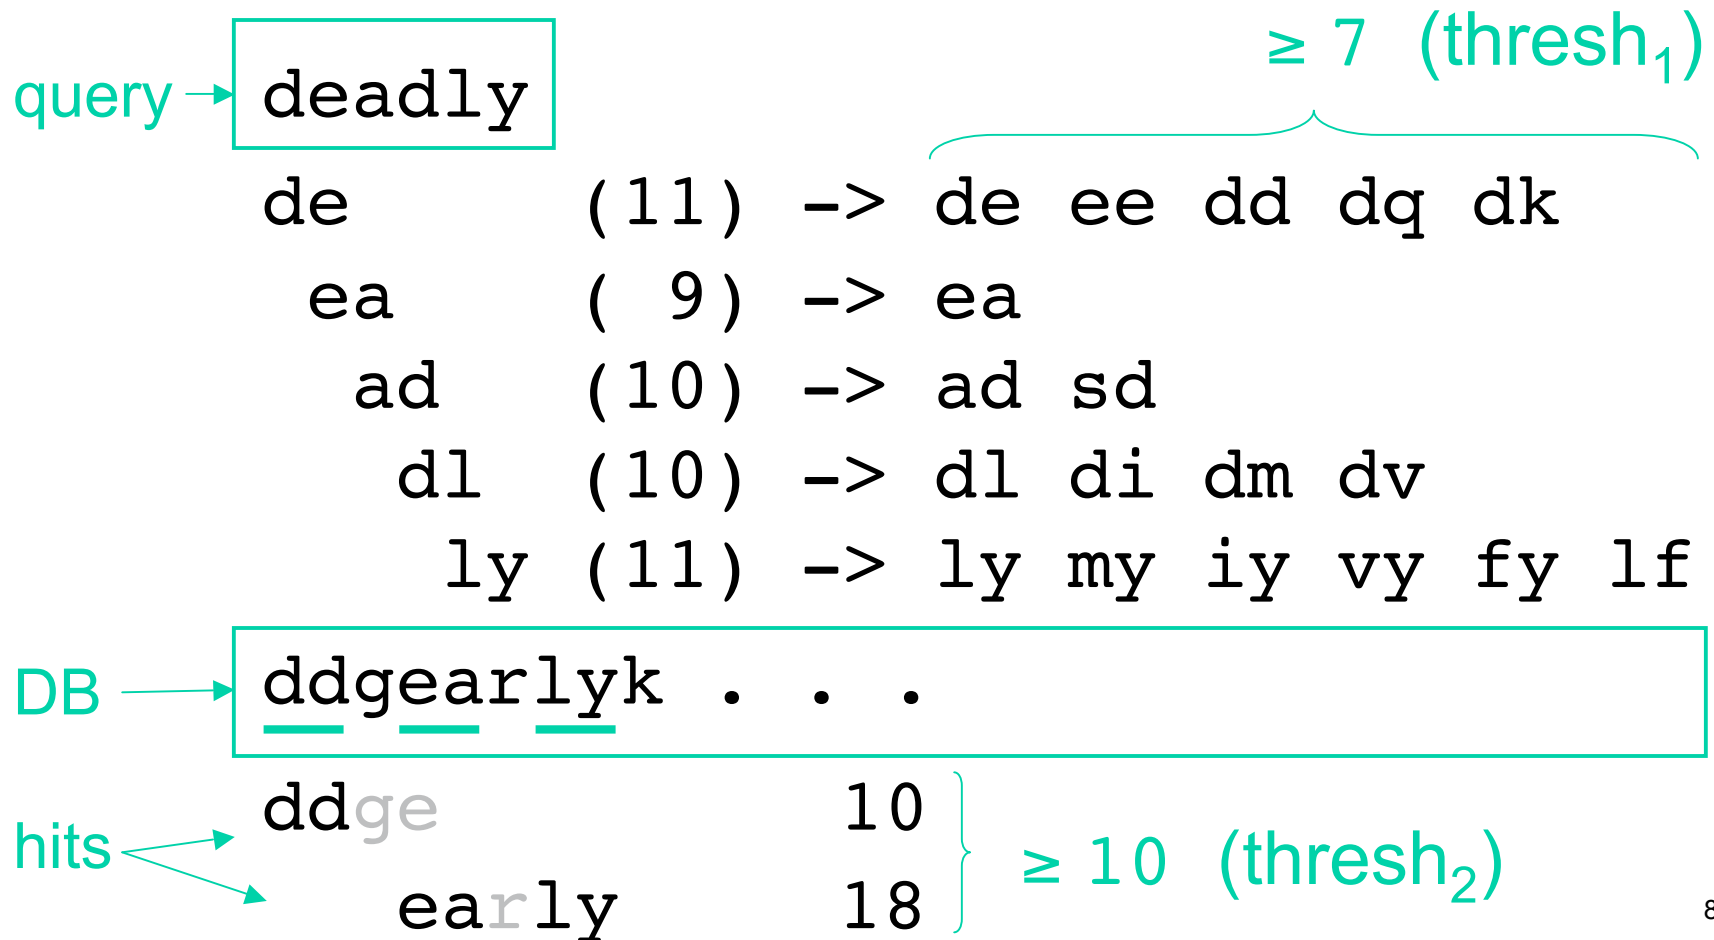 ≥ 7 (thresh₁)
query deadly
de (11) -> de ee dd dq dk
ea ( 9) -> ea
ad (10) -> ad sd
dl (10) -> dl di dm dv
ly (11) -> ly my iy vy fy lf
DB ddgearlyk . . .
ddge 10
hits ≥ 10 (thresh₂)
early 18
8